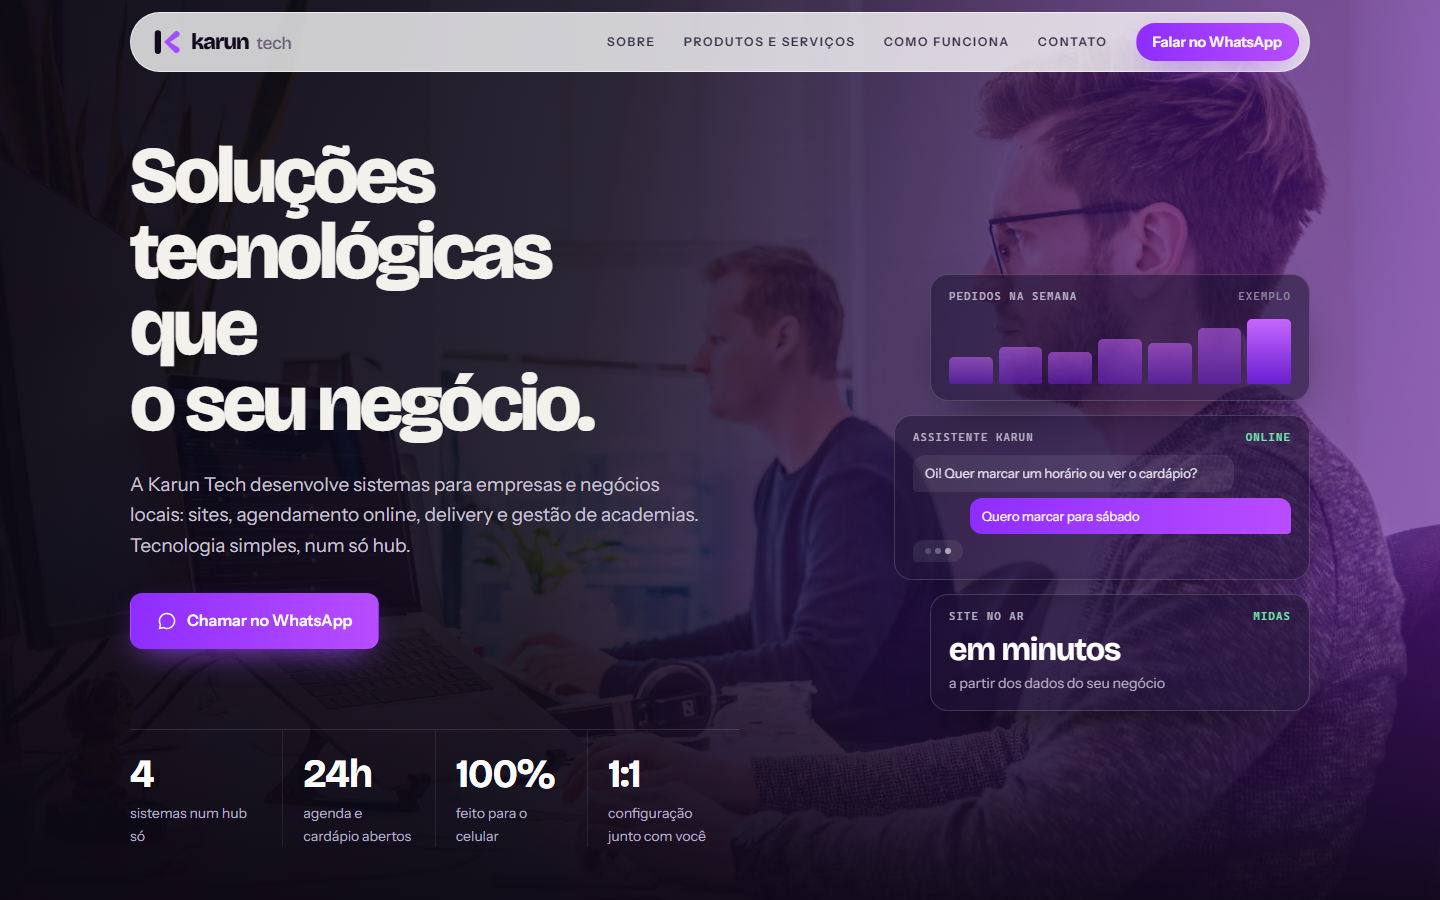 karun tech
SOBRE
PRODUTOS E SERVIÇOS
COMO FUNCIONA
CONTATO
Falar no WhatsApp
Soluções
tecnológicas
que
o seu negócio.
A Karun Tech desenvolve sistemas para empresas e negócios
locais: sites, agendamento online, delivery e gestão de academias.
Tecnologia simples, num só hub.
Chamar no WhatsApp
4
sistemas num hub
só
24h
agenda e
cardápio abertos
100%
feito para o
celular
1:1
configuração
junto com você
PEDIDOS NA SEMANA
EXEMPLO
ASSISTENTE KARUN
ONLINE
Oi! Quer marcar um horário ou ver o cardápio?
Quero marcar para sábado
SITE NO AR
MIDAS
em minutos
a partir dos dados do seu negócio